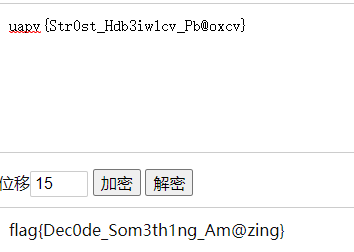 uapv{Str0st_Hdb3iw1cv_Pb@oxcv}
位移 15 加密 解密
flag{Dec0de_Som3th1ng_Am@zing}